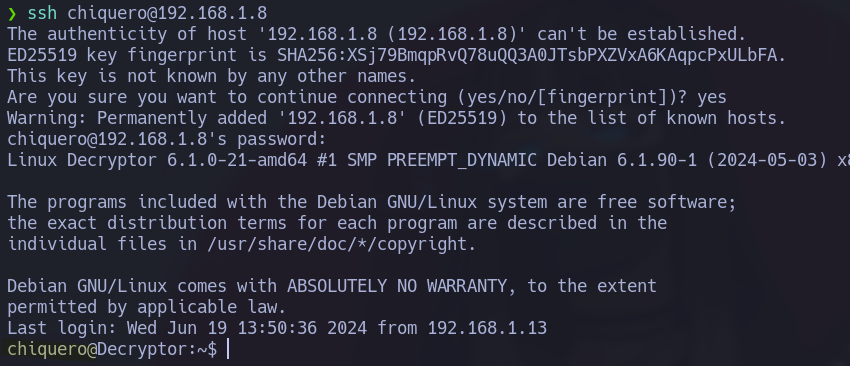 ❯ ssh chiquero@192.168.1.8
The authenticity of host '192.168.1.8 (192.168.1.8)' can't be established.
ED25519 key fingerprint is SHA256:XSj79BmqpRvQ78uQQ3A0JTsbPXZVxA6KAqpcPxULbFA.
This key is not known by any other names.
Are you sure you want to continue connecting (yes/no/[fingerprint])? yes
Warning: Permanently added '192.168.1.8' (ED25519) to the list of known hosts.
chiquero@192.168.1.8's password:
Linux Decryptor 6.1.0-21-amd64 #1 SMP PREEMPT_DYNAMIC Debian 6.1.90-1 (2024-05-03) x8
The programs included with the Debian GNU/Linux system are free software;
the exact distribution terms for each program are described in the
individual files in /usr/share/doc/*/copyright.
Debian GNU/Linux comes with ABSOLUTELY NO WARRANTY, to the extent
permitted by applicable law.
Last login: Wed Jun 19 13:50:36 2024 from 192.168.1.13
chiquero@Decryptor:~$